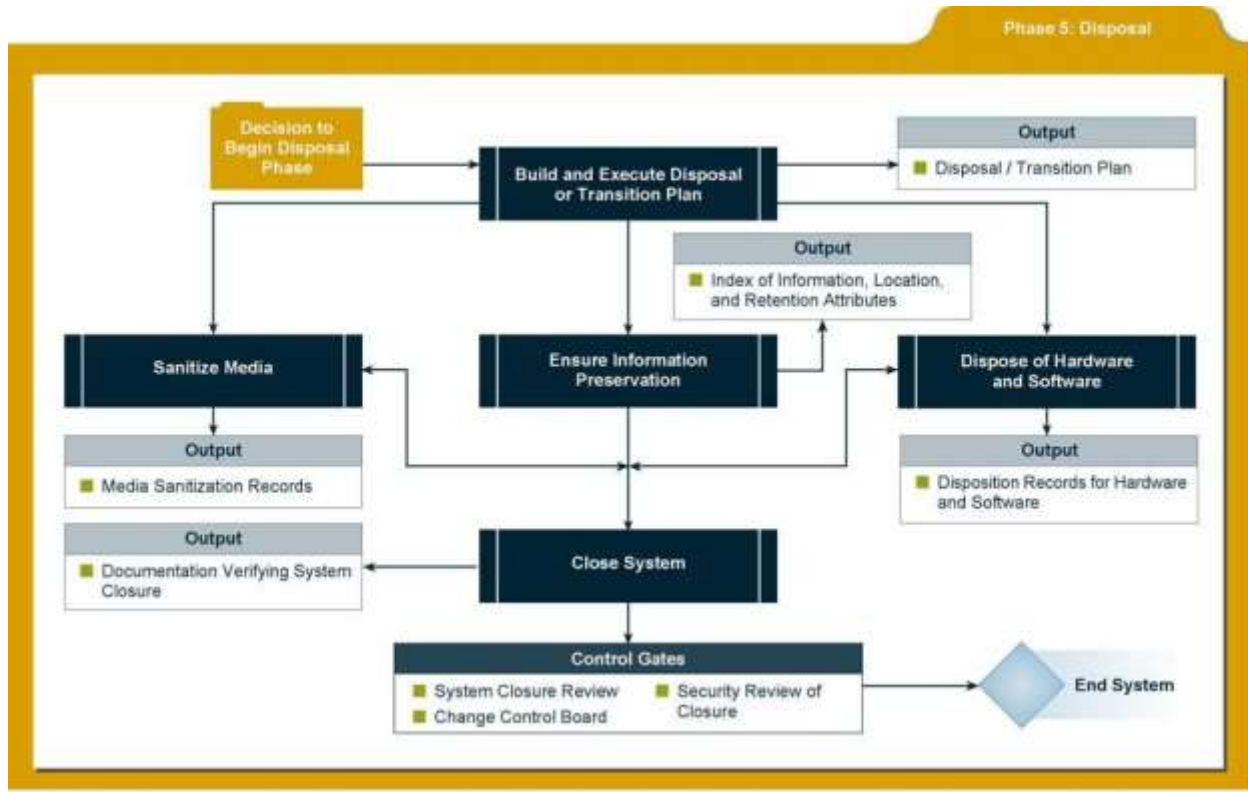 Phase 5: Disposal
Decision to
Begin Disposal
Phase
Build and Execute Disposal
or Transition Plan
Output
Disposal / Transition Plan
Output
Index of Information, Location,
and Retention Attributes
Sanitize Media
Ensure Information
Preservation
Dispose of Hardware
and Software
Output
Media Sanitization Records
Output
Disposition Records for Hardware
and Software
Output
Documentation Verifying System
Closure
Close System
Control Gates
System Closure Review
Change Control Board
Security Review of
Closure
End System